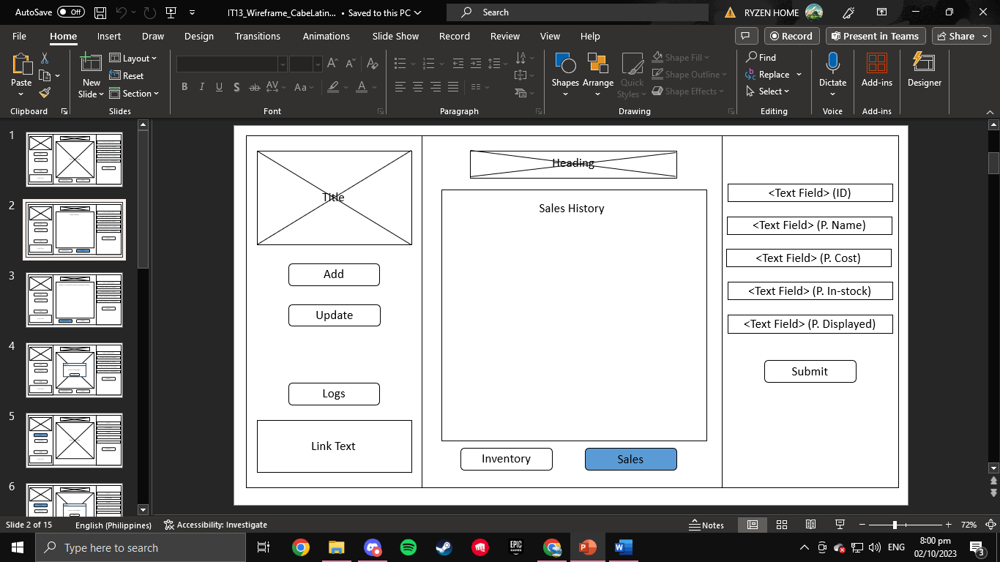 AutoSave Off IT13_Wireframe_CabeLatin... • Saved to this PC Search RYZEN HOME
File Home Insert Draw Design Transitions Animations Slide Show Record Review View Help Record Present in Teams Share
Paste New Slide Layout Reset Section
B I U S ab AV Aa A
Shapes Arrange Quick Styles Shape Fill Shape Outline Shape Effects
Find Replace Select Dictate Add-ins Designer
Clipboard Slides Font Paragraph Drawing Editing Voice Add-ins
1
2
3
4
5
6
Title
Add
Update
Logs
Link Text
Heading
Sales History
Inventory Sales
<Text Field> (ID)
<Text Field> (P. Name)
<Text Field> (P. Cost)
<Text Field> (P. In-stock)
<Text Field> (P. Displayed)
Submit
Slide 2 of 15 English (Philippines) Accessibility: Investigate Notes 72%
Type here to search EPIC GAMES ENG 8:00 pm
02/10/2023 3